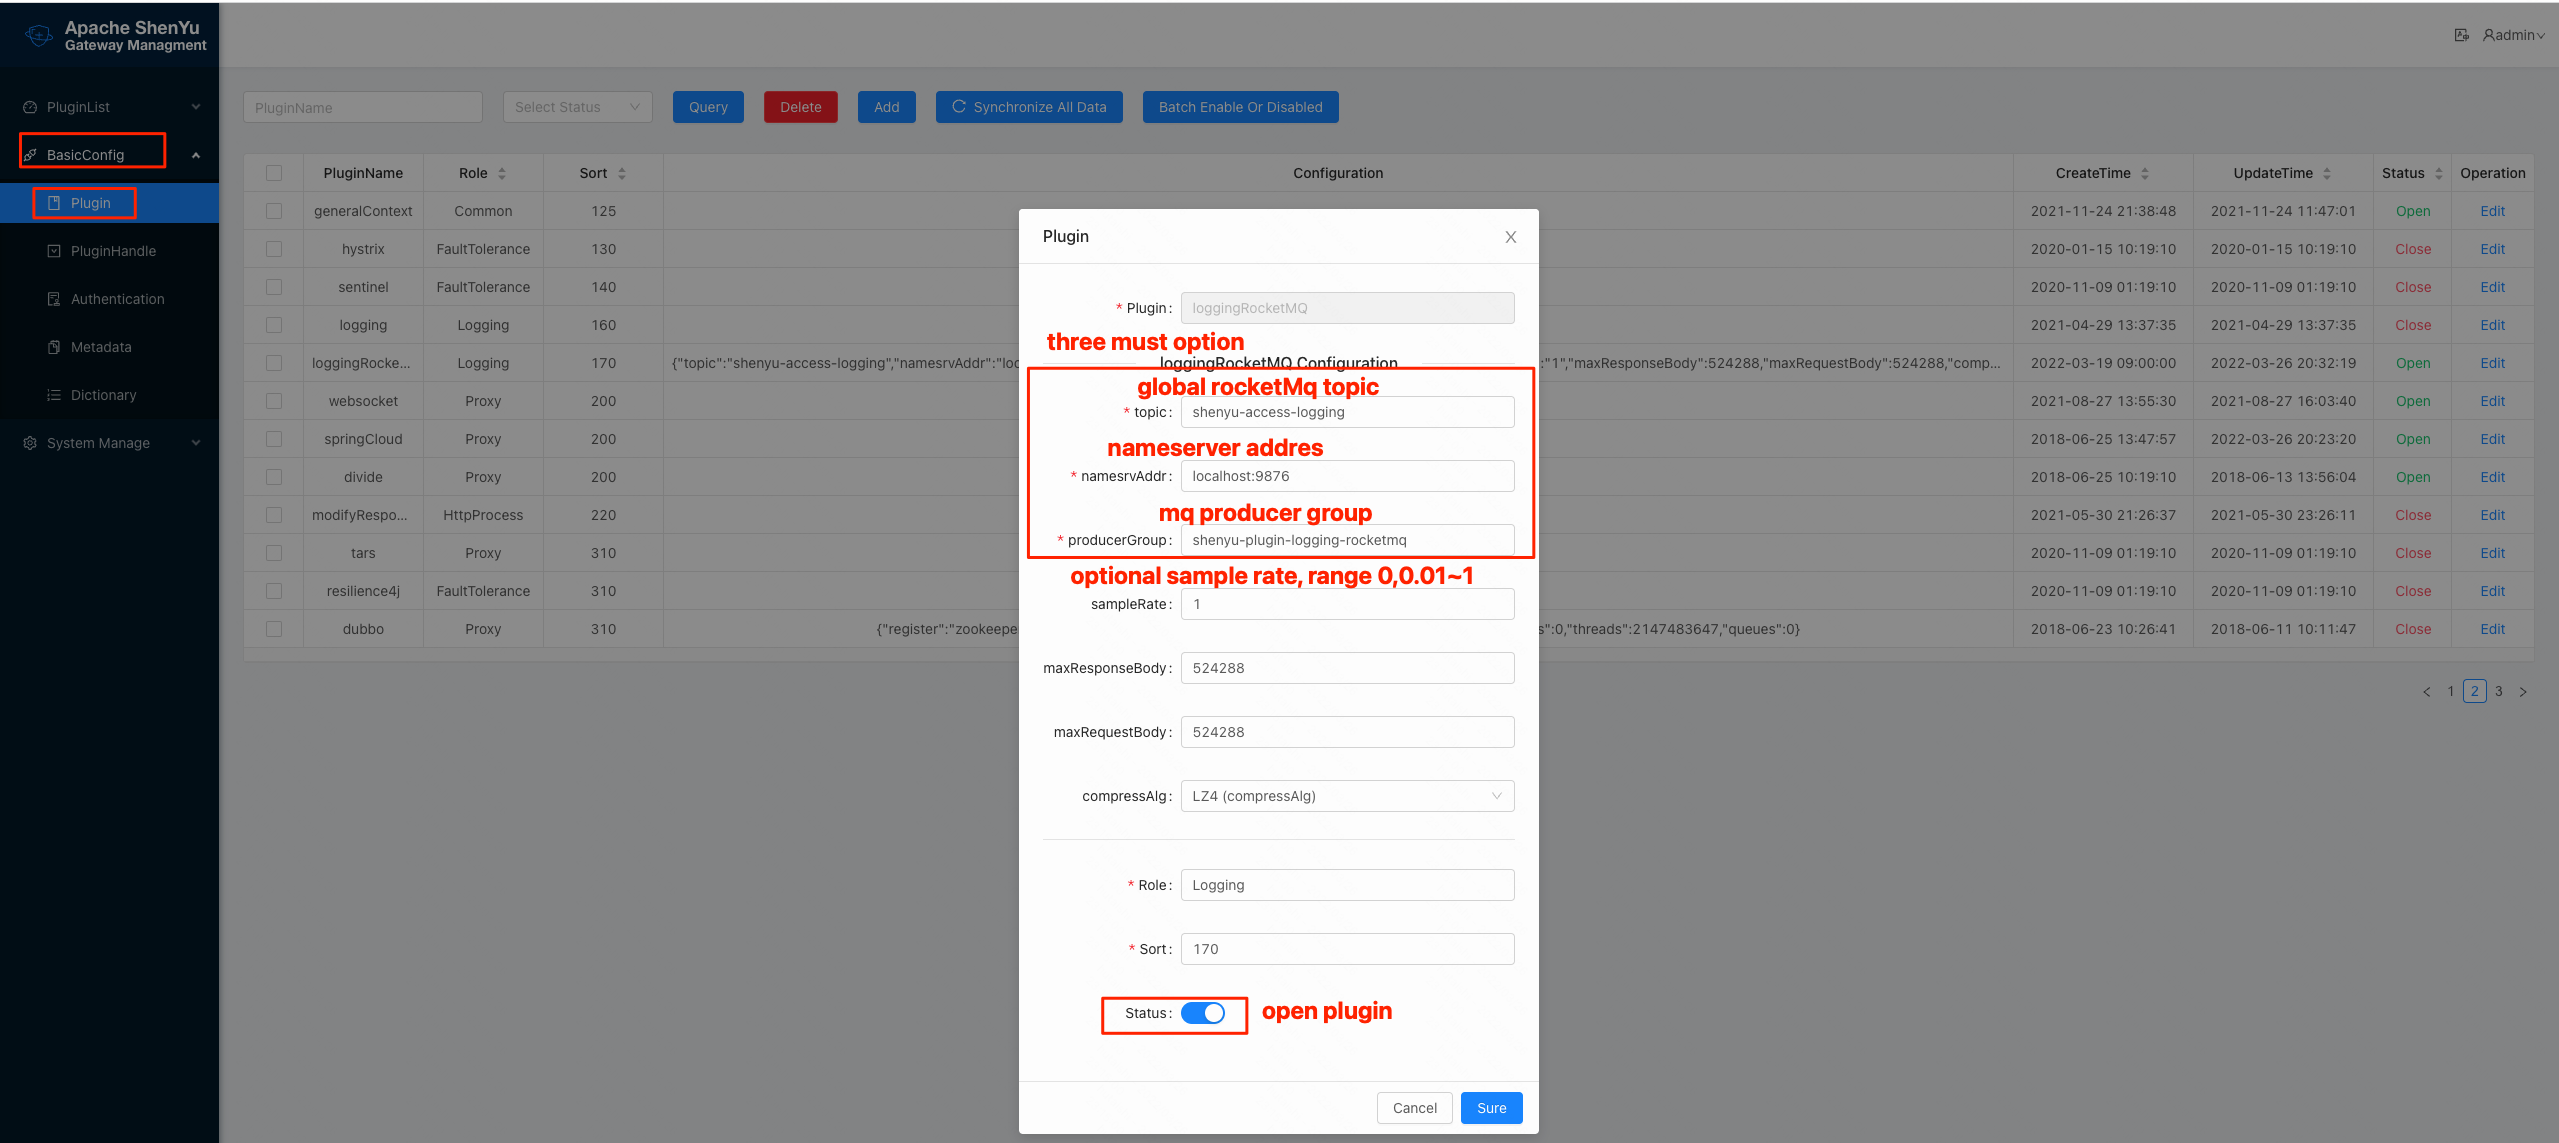 Apache ShenYu
Gateway Managment
admin
PluginList
BasicConfig
Plugin
PluginHandle
Authentication
Metadata
Dictionary
System Manage
PluginName
Select Status
Query
Delete
Add
Synchronize All Data
Batch Enable Or Disabled
PluginName Role Sort Configuration CreateTime UpdateTime Status Operation
generalContext Common 125 2021-11-24 21:38:48 2021-11-24 11:47:01 Open Edit
hystrix FaultTolerance 130 2020-01-15 10:19:10 2020-01-15 10:19:10 Close Edit
sentinel FaultTolerance 140 2020-11-09 01:19:10 2020-11-09 01:19:10 Close Edit
logging Logging 160 2021-04-29 13:37:35 2021-04-29 13:37:35 Close Edit
loggingRocke... Logging 170 {"topic":"shenyu-access-logging","namesrvAddr":"loc :"1","maxResponseBody":524288,"maxRequestBody":524288,"comp... 2022-03-19 09:00:00 2022-03-26 20:32:19 Open Edit
websocket Proxy 200 2021-08-27 13:55:30 2021-08-27 16:03:40 Open Edit
springCloud Proxy 200 2018-06-25 13:47:57 2022-03-26 20:23:20 Open Edit
divide Proxy 200 2018-06-25 10:19:10 2018-06-13 13:56:04 Open Edit
modifyRespo... HttpProcess 220 2021-05-30 21:26:37 2021-05-30 23:26:11 Close Edit
tars Proxy 310 2020-11-09 01:19:10 2020-11-09 01:19:10 Close Edit
resilience4j FaultTolerance 310 2020-11-09 01:19:10 2020-11-09 01:19:10 Close Edit
dubbo Proxy 310 {"register":"zookeepe s":0,"threads":2147483647,"queues":0} 2018-06-23 10:26:41 2018-06-11 10:11:47 Close Edit
< 1 2 3 >
Plugin
* Plugin: loggingRocketMQ
three must option
loggingRocketMQ Configuration
global rocketMq topic
* topic: shenyu-access-logging
nameserver addres
* namesrvAddr: localhost:9876
mq producer group
* producerGroup: shenyu-plugin-logging-rocketmq
optional sample rate, range 0,0.01~1
sampleRate: 1
maxResponseBody: 524288
maxRequestBody: 524288
compressAlg: LZ4 (compressAlg)
* Role: Logging
* Sort: 170
Status: open plugin
Cancel Sure